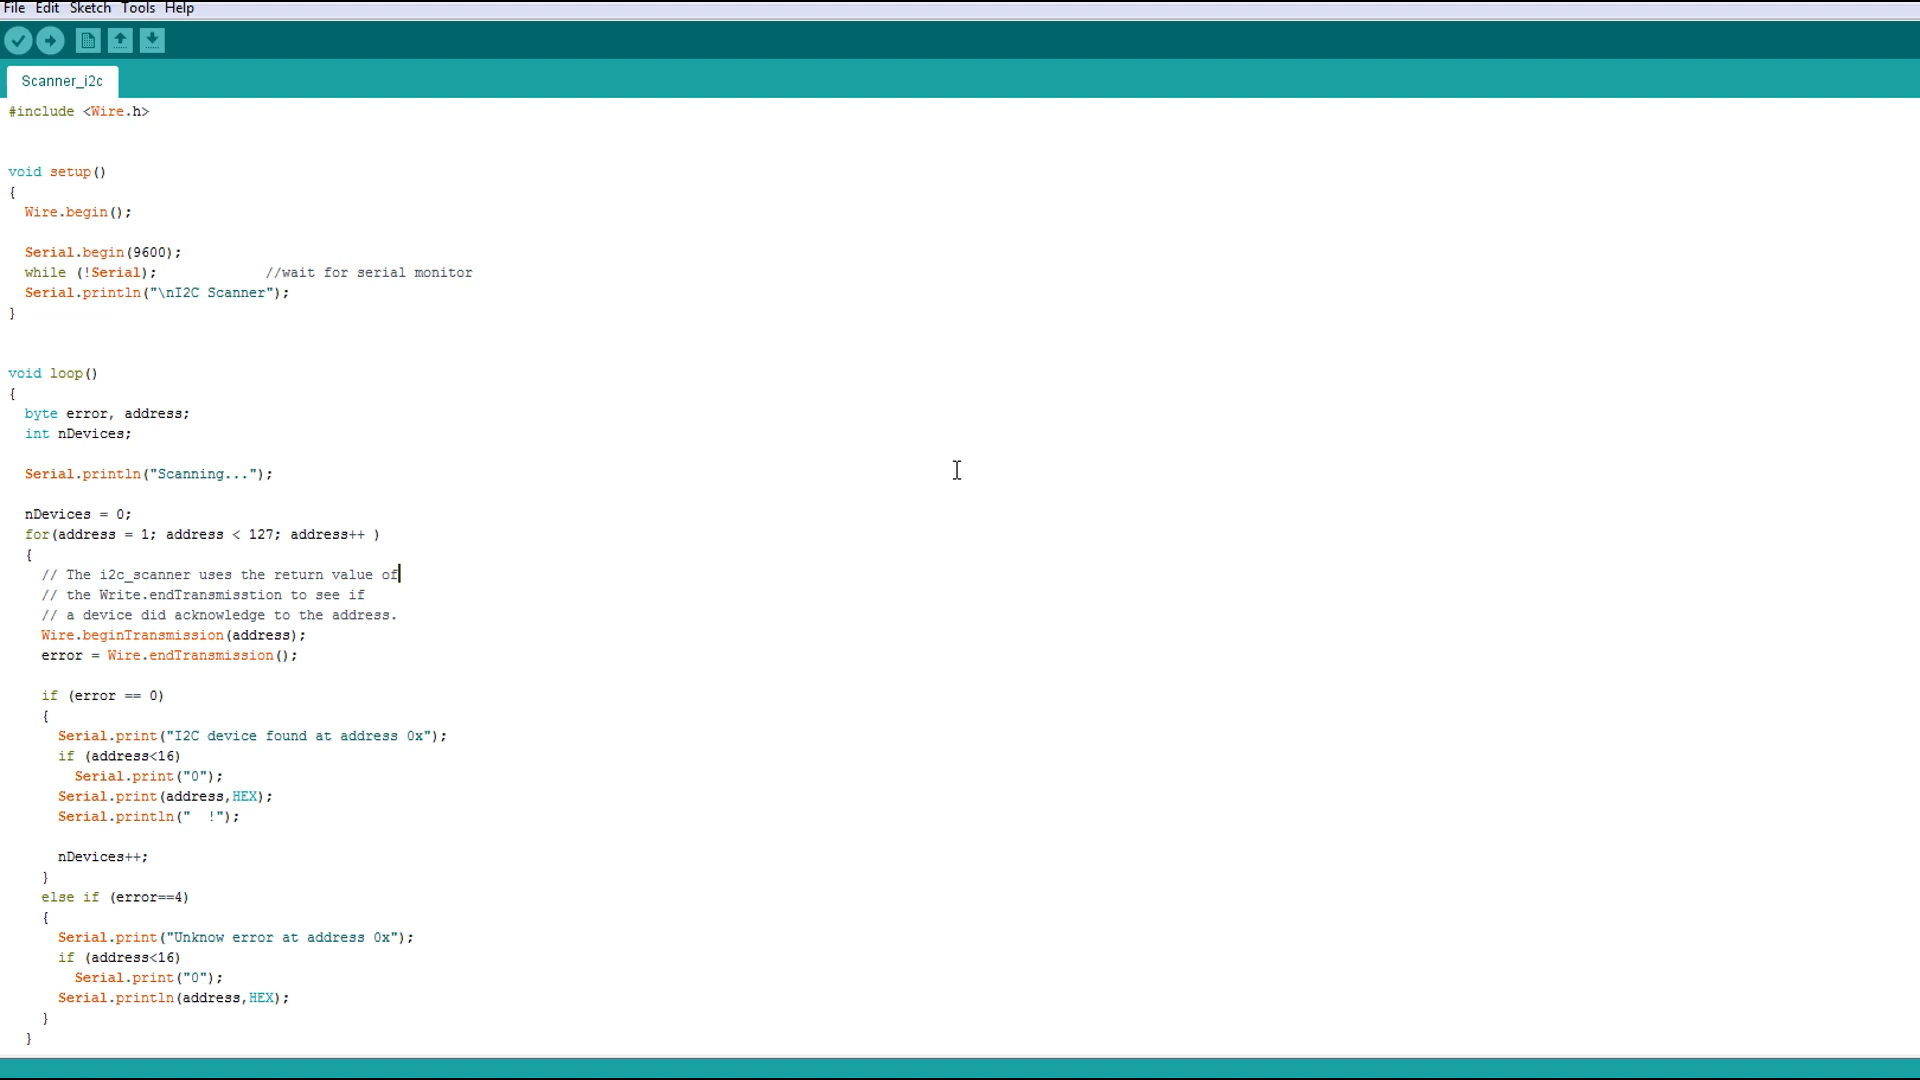 File Edit Sketch Tools Help
Scanner_i2c
#include <Wire.h>
void setup()
{
Wire.begin();
Serial.begin(9600);
while (!Serial); //wait for serial monitor
Serial.println("\nI2C Scanner");
}
void loop()
{
byte error, address;
int nDevices;
Serial.println("Scanning...");
nDevices = 0;
for(address = 1; address < 127; address++ )
{
// The i2c_scanner uses the return value of
// the Write.endTransmisstion to see if
// a device did acknowledge to the address.
Wire.beginTransmission(address);
error = Wire.endTransmission();
if (error == 0)
{
Serial.print("I2C device found at address 0x");
if (address<16)
Serial.print("0");
Serial.print(address,HEX);
Serial.println("  !");
nDevices++;
}
else if (error==4)
{
Serial.print("Unknow error at address 0x");
if (address<16)
Serial.print("0");
Serial.println(address,HEX);
}
}